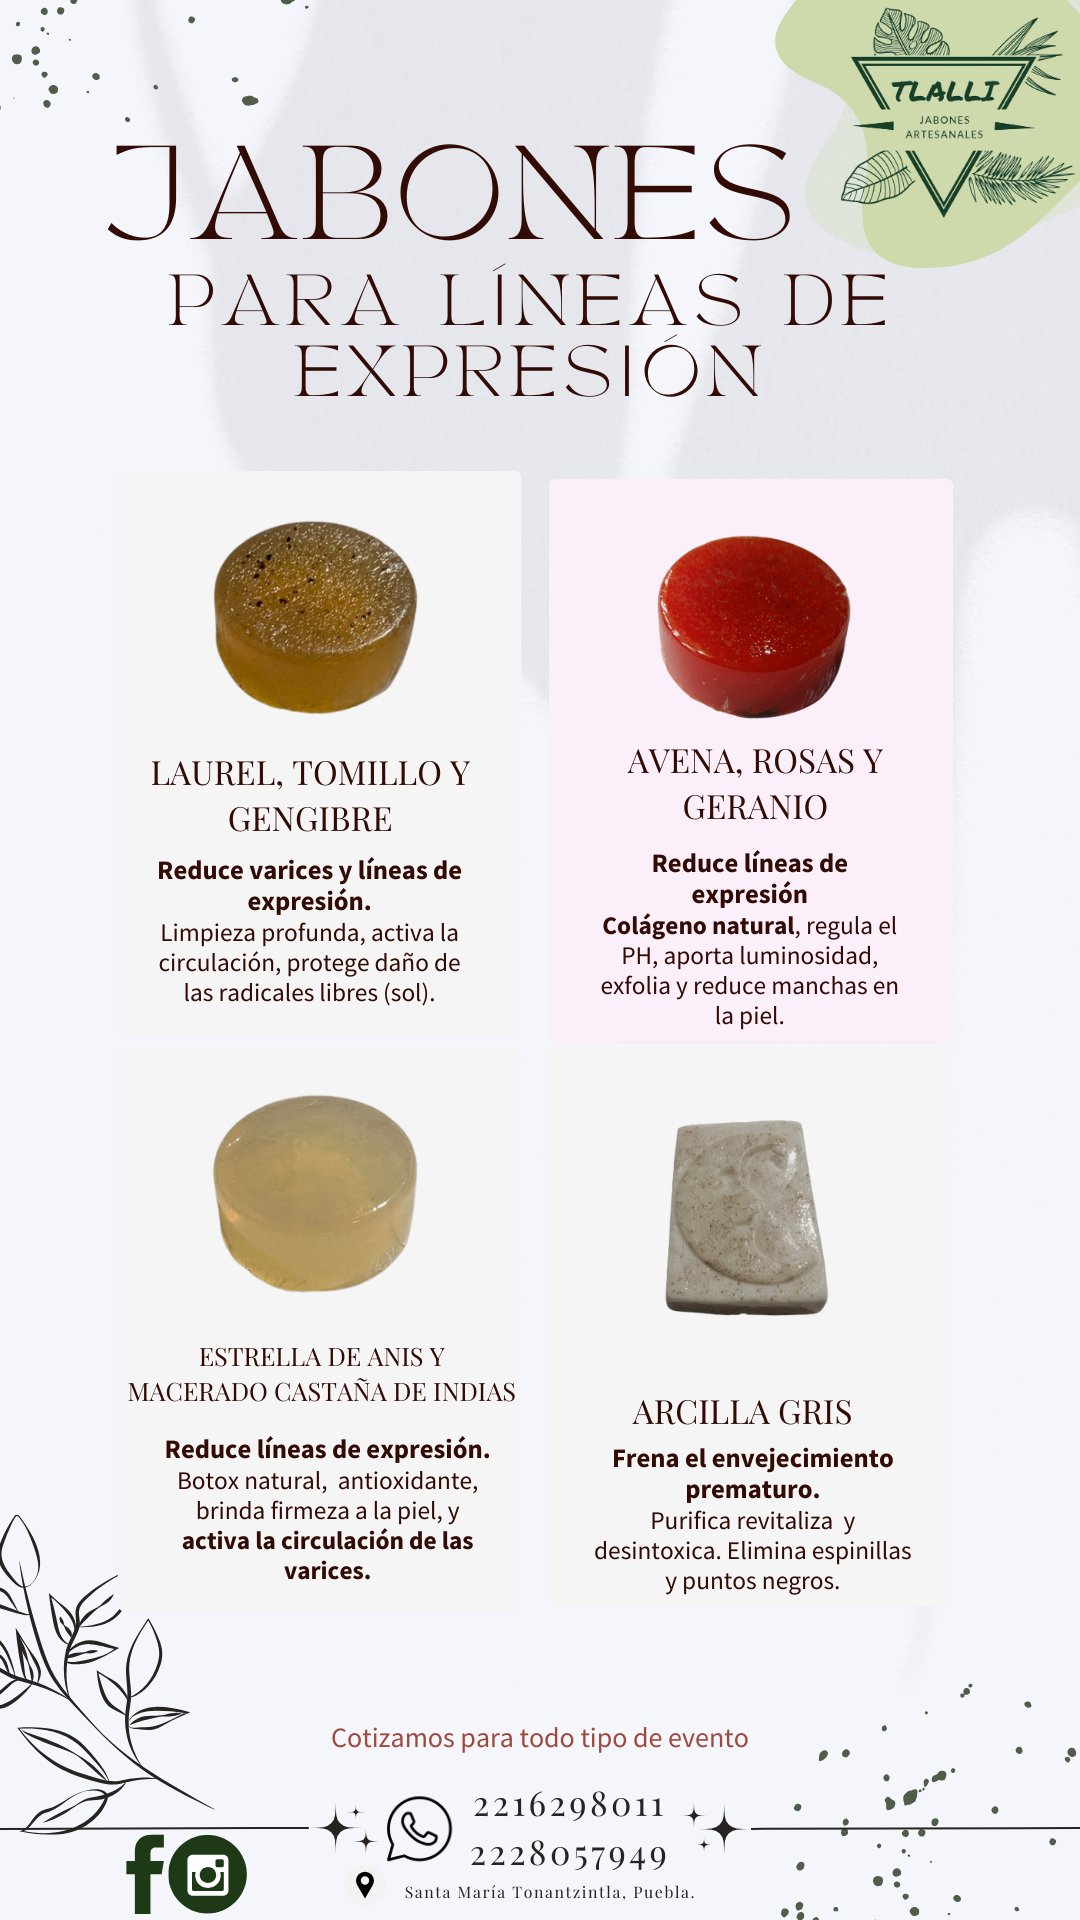 TLALLI
JABONES
ARTESANALES
JABONES
PARA LÍNEAS DE
EXPRESIÓN
LAUREL, TOMILLO Y
GENGIBRE
Reduce varices y líneas de
expresión.
Limpieza profunda, activa la
circulación, protege daño de
las radicales libres (sol).
AVENA, ROSAS Y
GERANIO
Reduce líneas de
expresión
Colágeno natural, regula el
PH, aporta luminosidad,
exfolia y reduce manchas en
la piel.
ESTRELLA DE ANIS Y
MACERADO CASTAÑA DE INDIAS
Reduce líneas de expresión.
Botox natural,  antioxidante,
brinda firmeza a la piel, y
activa la circulación de las
varices.
ARCILLA GRIS
Frena el envejecimiento
prematuro.
Purifica revitaliza  y
desintoxica. Elimina espinillas
y puntos negros.
Cotizamos para todo tipo de evento
2216298011
2228057949
Santa María Tonantzintla, Puebla.